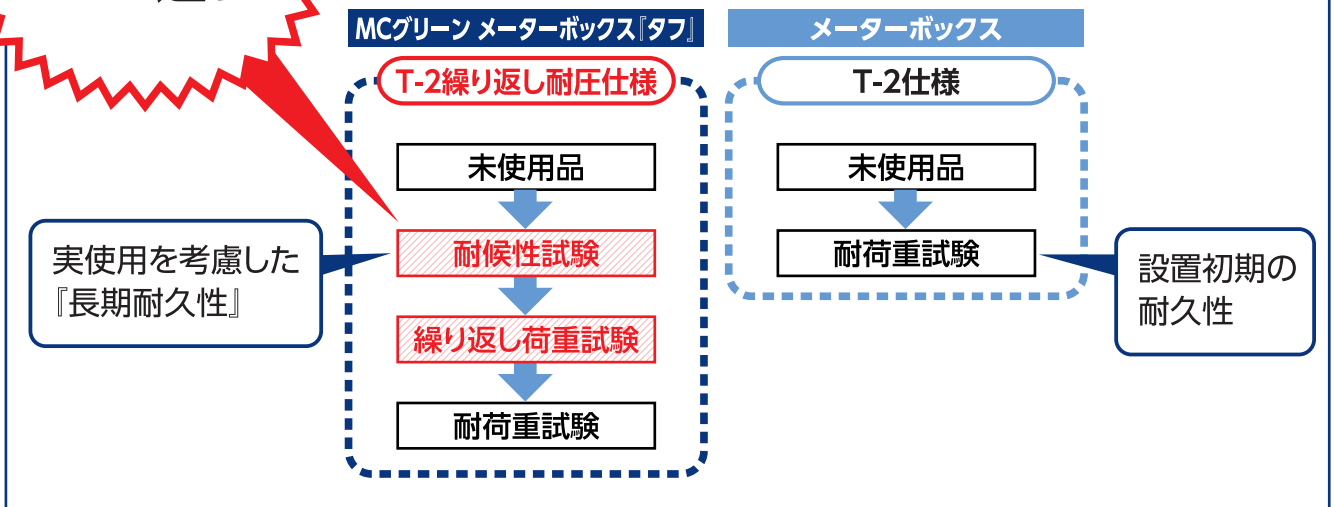 MCグリーン メーターボックス『タフ』
T-2繰り返し耐圧仕様
未使用品
耐候性試験
繰り返し荷重試験
耐荷重試験
実使用を考慮した
『長期耐久性』
メーターボックス
T-2仕様
未使用品
耐荷重試験
設置初期の
耐久性